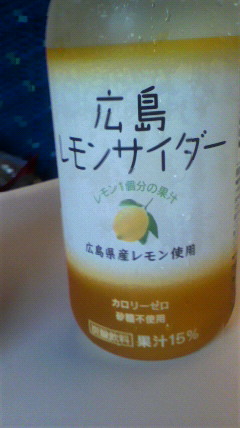 広島
レモンサイダー
レモン1個分の果汁
広島県産レモン使用
カロリーゼロ
砂糖不使用
炭酸飲料 果汁15%